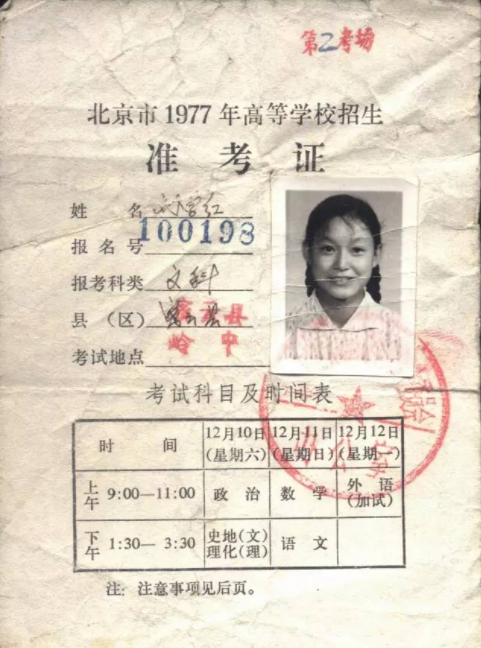 第2考场
北京市1977年高等学校招生
准考证
姓名
报名号 100198
报考科类 文科
县（区） 密云县
考试地点
考试科目及时间表
时间 12月10日(星期六) 12月11日(星期日) 12月12日(星期一)
上午 9:00—11:00 政治 数学 外语(加试)
下午 1:30—3:30 史地(文)理化(理) 语文
注：注意事项见后页。